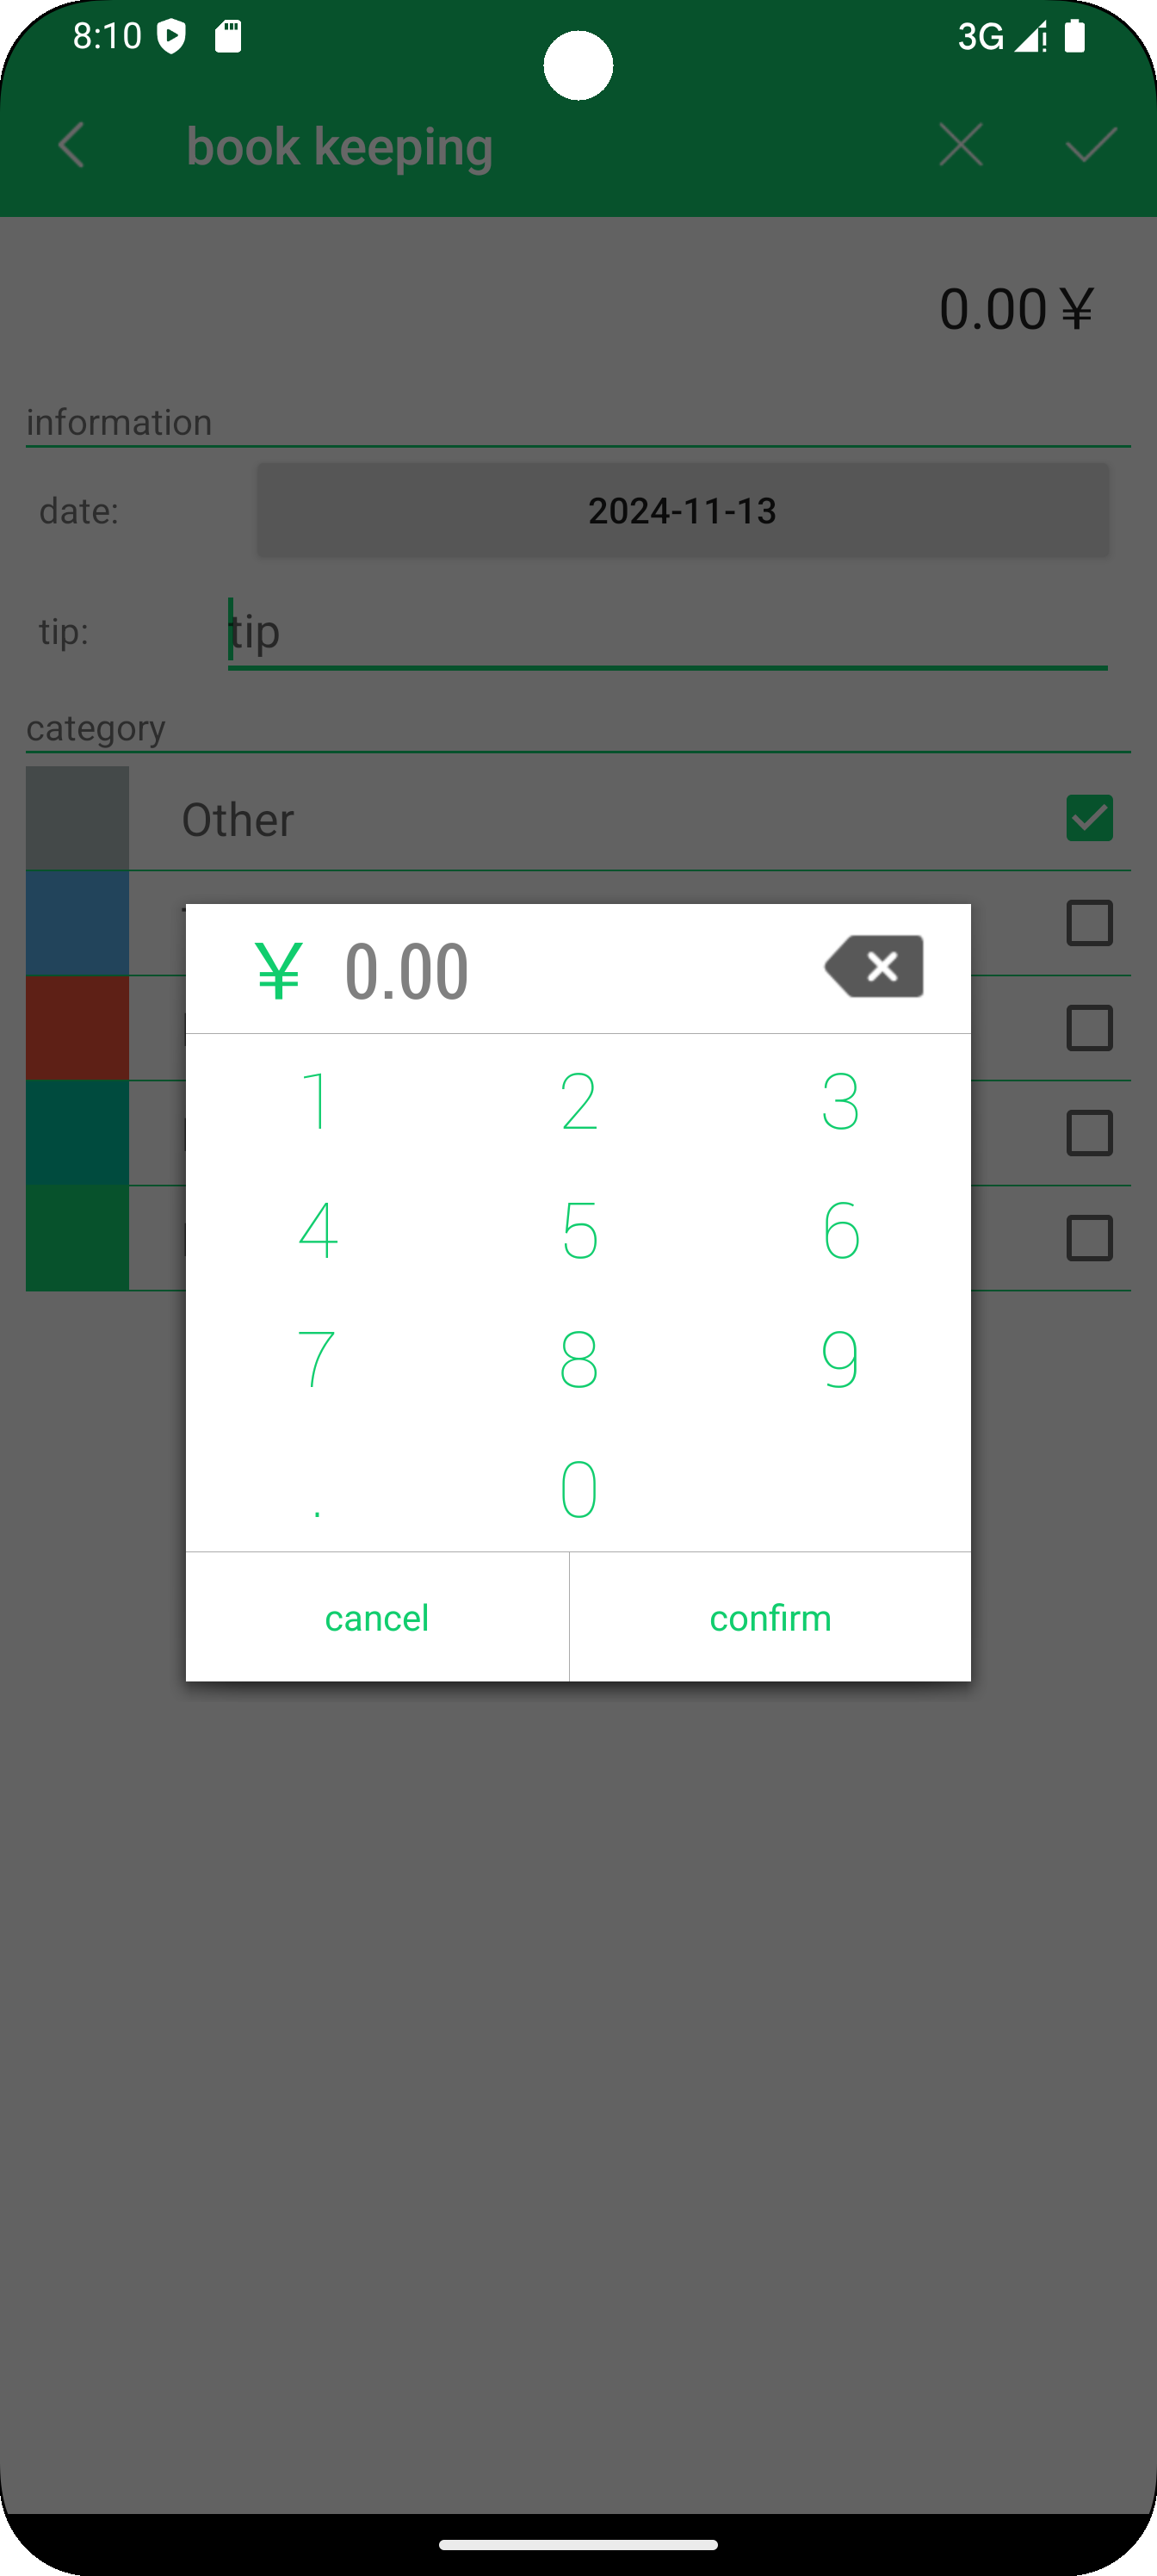 8:10 3G
book keeping
0.00 ¥
information
date: 2024-11-13
tip: tip
category
Other
¥ 0.00
1 2 3
4 5 6
7 8 9
. 0
cancel confirm